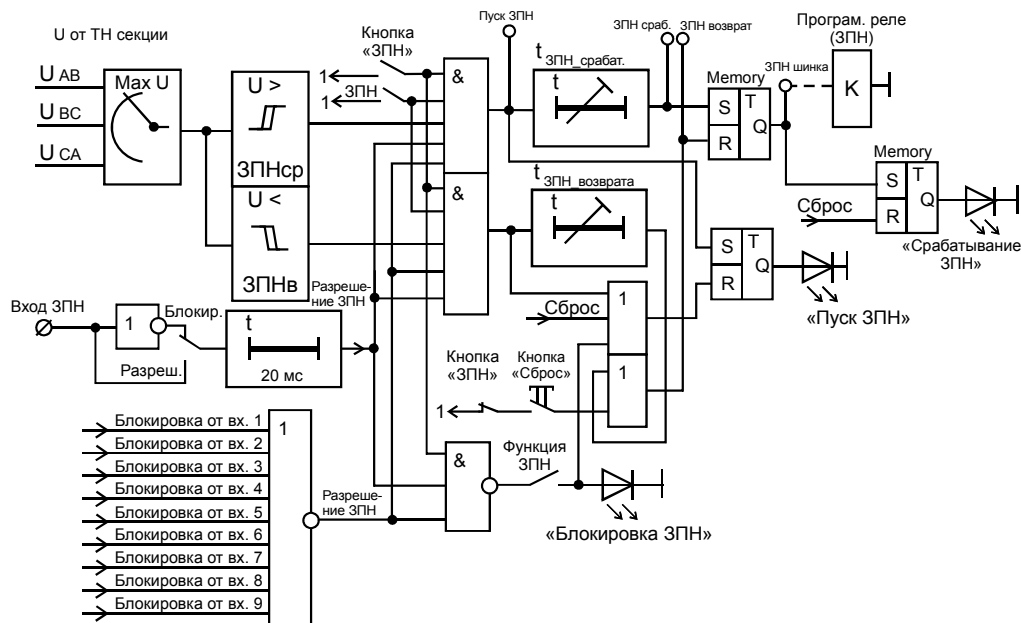 U от ТН секции
U АВ
U ВС
U СА
Max U
U >
ЗПНср
U <
ЗПНв
Кнопка
«ЗПН»
1
1
ЗПН
&
&
Пуск ЗПН
t ЗПН_срабат.
t
ЗПН сраб.
ЗПН возврат
Memory
S
R
T
Q
ЗПН шинка
Програм. реле
(ЗПН)
K
Memory
S
R
T
Q
Сброс
«Срабатывание
ЗПН»
t ЗПН_возврата
t
S
R
T
Q
«Пуск ЗПН»
Разреше-
ние ЗПН
Вход ЗПН
1
Блокир.
Разреш.
t
20 мс
Сброс
1
1
Кнопка
«ЗПН»
Кнопка
«Сброс»
1
&
Функция
ЗПН
«Блокировка ЗПН»
Блокировка от вх. 1
Блокировка от вх. 2
Блокировка от вх. 3
Блокировка от вх. 4
Блокировка от вх. 5
Блокировка от вх. 6
Блокировка от вх. 7
Блокировка от вх. 8
Блокировка от вх. 9
1
Разреше-
ние ЗПН